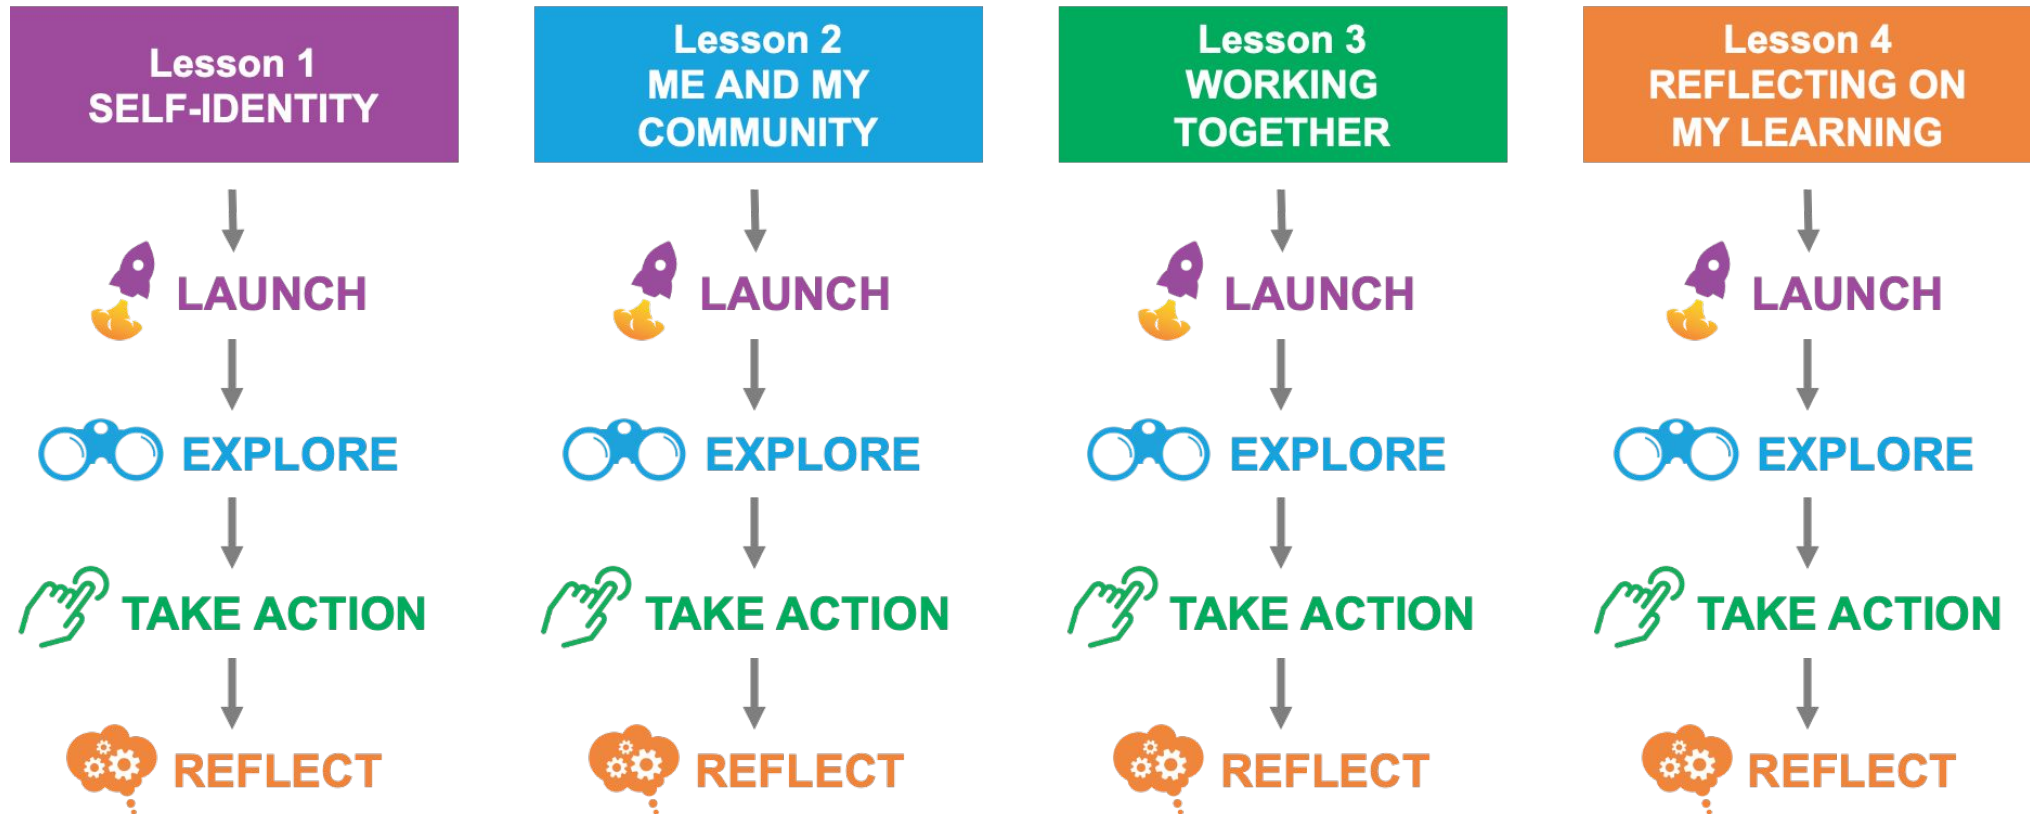 Lesson 1
SELF-IDENTITY
LAUNCH
EXPLORE
TAKE ACTION
REFLECT
Lesson 2
ME AND MY
COMMUNITY
LAUNCH
EXPLORE
TAKE ACTION
REFLECT
Lesson 3
WORKING
TOGETHER
LAUNCH
EXPLORE
TAKE ACTION
REFLECT
Lesson 4
REFLECTING ON
MY LEARNING
LAUNCH
EXPLORE
TAKE ACTION
REFLECT